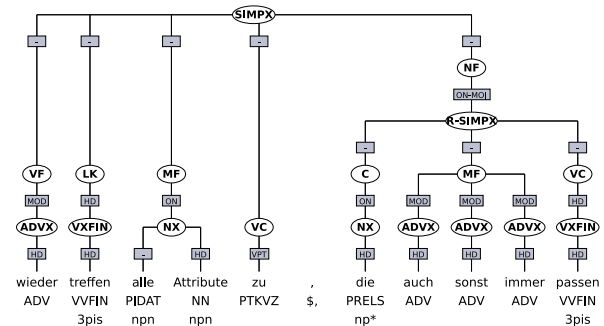 SIMPX
- - - - -
NF
ON-MOD
R-SIMPX
- - -
VF LK MF C MF VC
MOD HD ON ON MOD MOD MOD HD
ADVX VXFIN NX VC NX ADVX ADVX ADVX VXFIN
HD HD - HD VPT HD HD HD HD HD
wieder treffen alle Attribute zu , die auch sonst immer passen
ADV VVFIN PIDAT NN PTKVZ $, PRELS ADV ADV ADV VVFIN
3pis npn npn np* 3pis